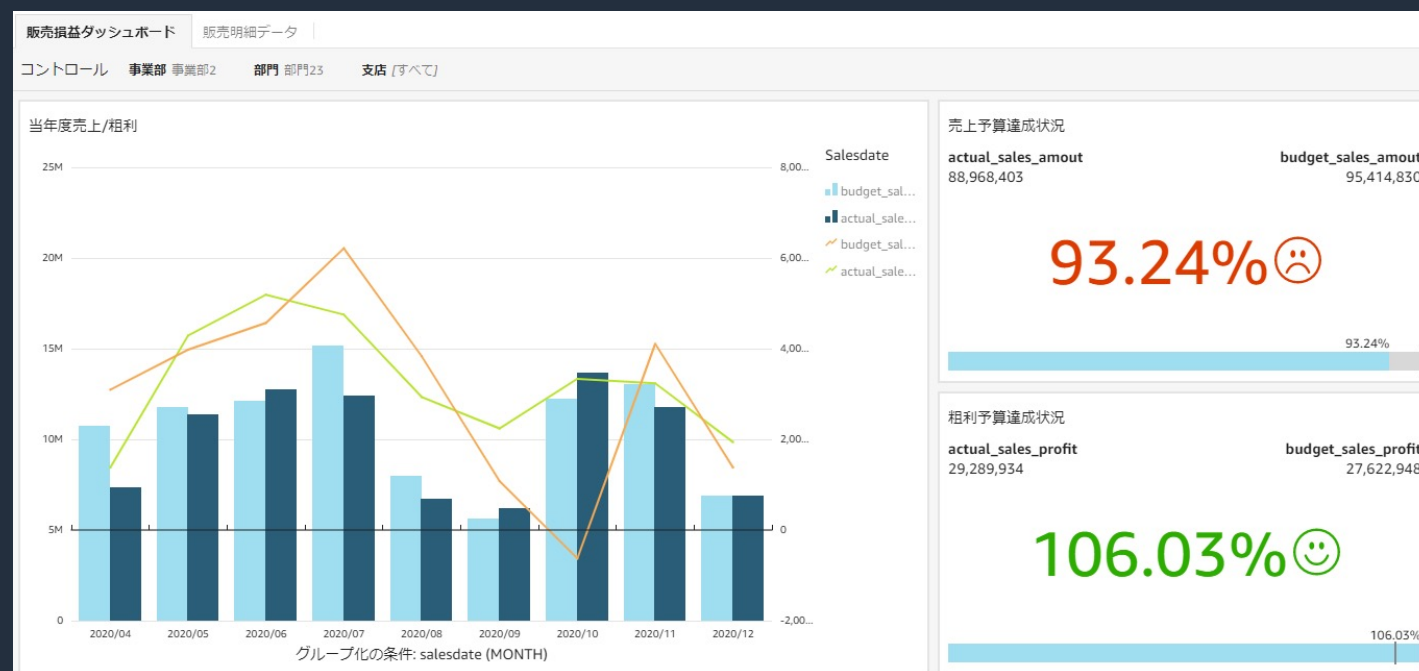 販売損益ダッシュボード 販売明細データ
コントロール 事業部 事業部2 部門 部門23 支店 [すべて]
当年度売上/粗利
25M
20M
15M
10M
5M
0
8,00...
6,00...
4,00...
2,00...
0
-2,00...
2020/04 2020/05 2020/06 2020/07 2020/08 2020/09 2020/10 2020/11 2020/12
グループ化の条件: salesdate (MONTH)
Salesdate
budget_sal...
actual_sale...
budget_sal...
actual_sale...
売上予算達成状況
actual_sales_amout budget_sales_amout
88,968,403 95,414,830
93.24%
93.24%
粗利予算達成状況
actual_sales_profit budget_sales_profit
29,289,934 27,622,948
106.03%
106.03%